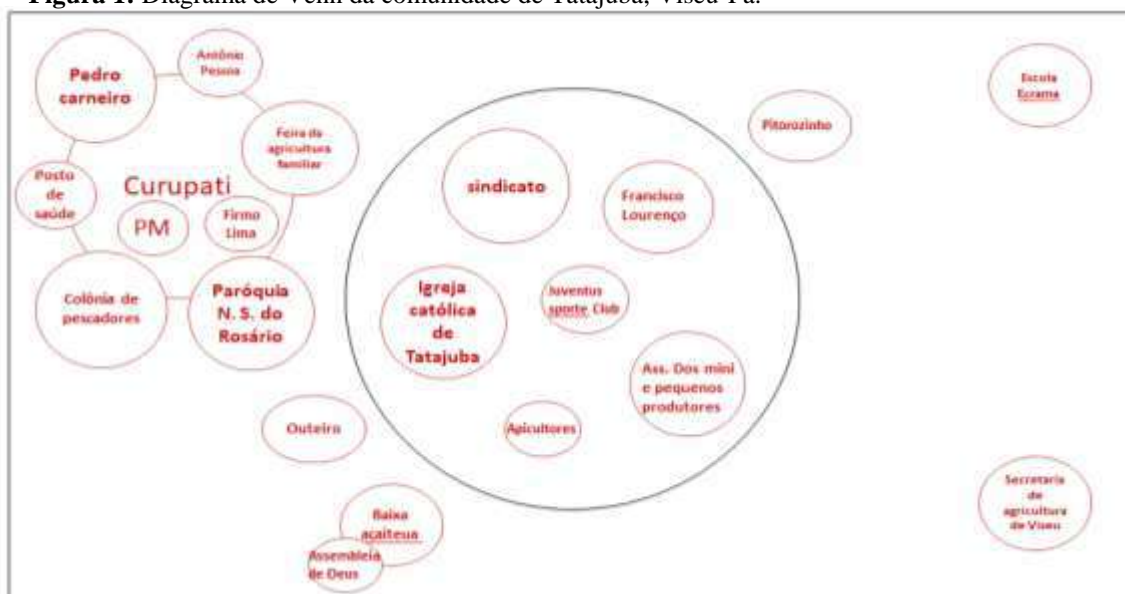 Figura 1: Diagrama de Venn da comunidade de Tatajuba, Viseu-Pa.
Pedro
carneiro
Antônio
Pessoa
Feira da
agricultura
familiar
Posto
de
saúde
Curupati
PM
Firmo
Lima
Colônia de
pescadores
Paróquia
N. S. do
Rosário
sindicato
Francisco
Lourenço
Igreja
católica
de
Tatajuba
Juventus
sporte Club
Ass. Dos mini
e pequenos
produtores
Apicultores
Pitorozinho
Escola
Ecrama
Outeiro
Baixa
açaiteua
Assembleia
de Deus
Secretaria
de
agricultura
de Viseu